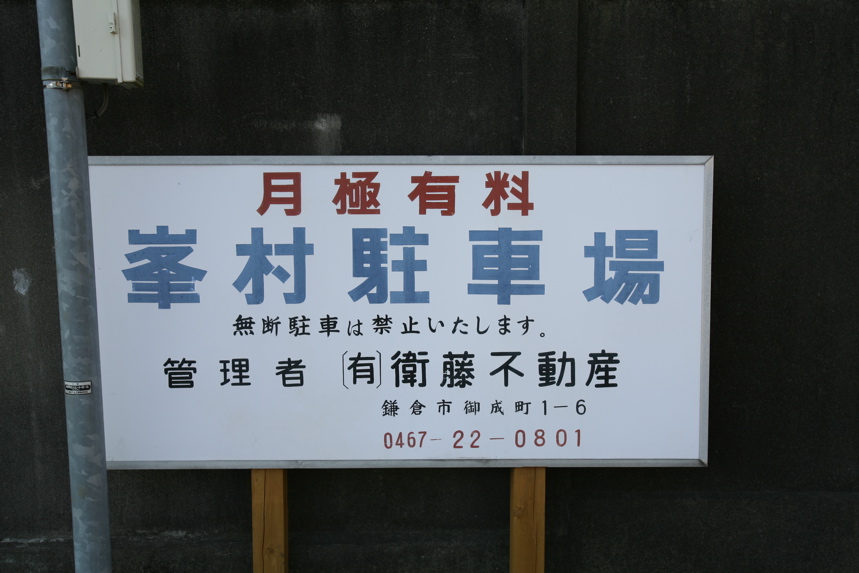 月極有料
峯村駐車場
無断駐車は禁止いたします。
管理者 (有)衛藤不動産
鎌倉市御成町1-6
0467-22-0801